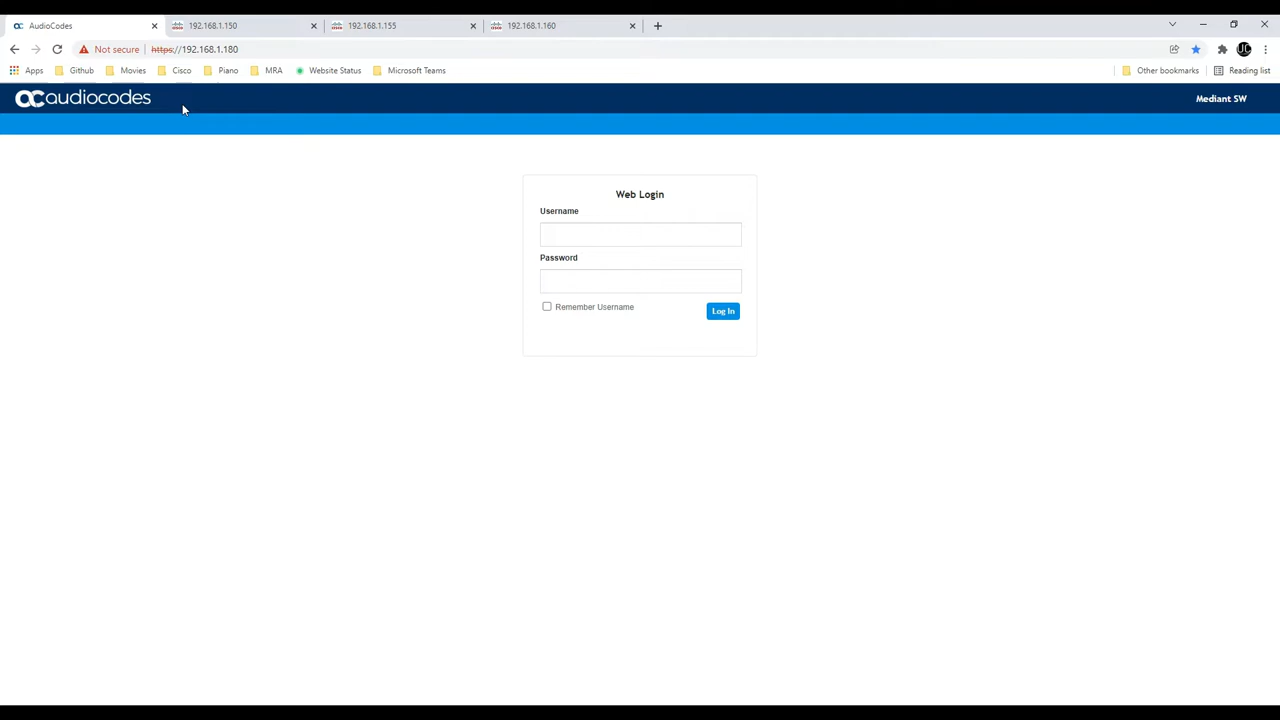 AudioCodes
192.168.1.150
192.168.1.155
192.168.1.160
Not secure
https://192.168.1.180
JC
Apps
Github
Movies
Cisco
Piano
MRA
Website Status
Microsoft Teams
Other bookmarks
Reading list
audiocodes
Mediant SW
Web Login
Username
Password
Remember Username
Log In